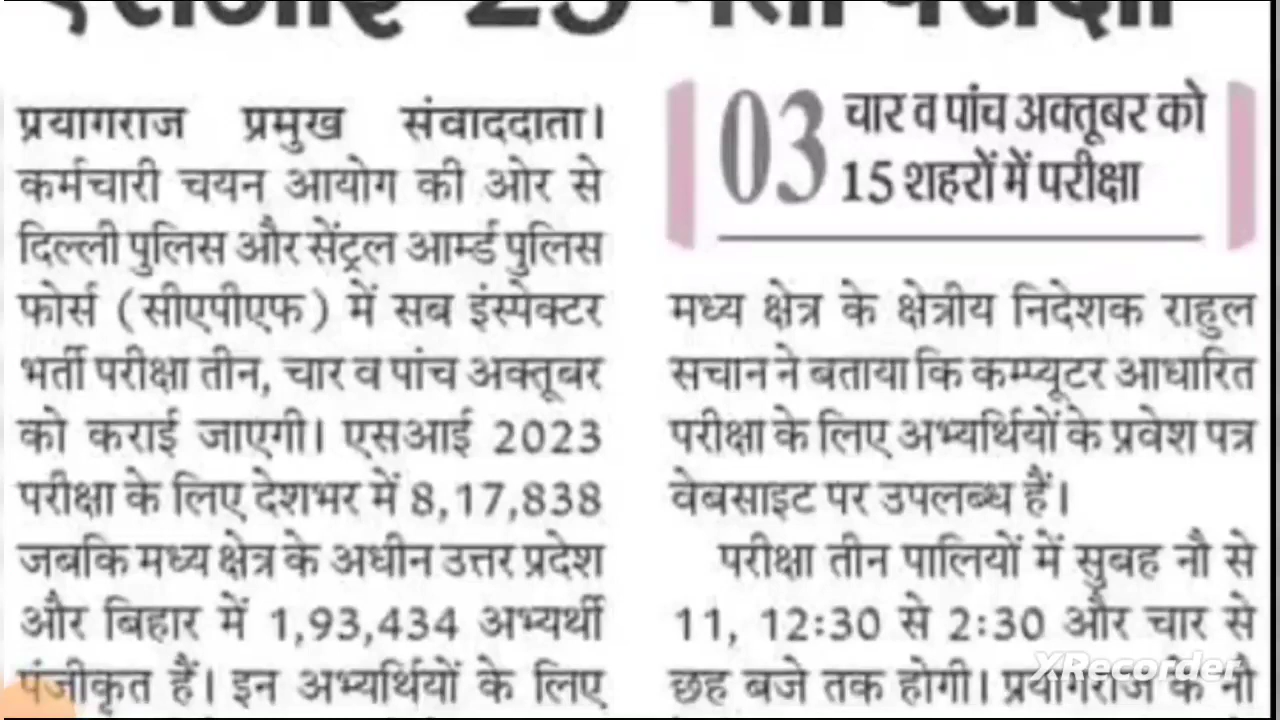 प्रयागराज प्रमुख संवाददाता।
कर्मचारी चयन आयोग की ओर से
दिल्ली पुलिस और सेंट्रल आर्म्ड पुलिस
फोर्स (सीएपीएफ) में सब इंस्पेक्टर
भर्ती परीक्षा तीन, चार व पांच अक्तूबर
को कराई जाएगी। एसआई 2023
परीक्षा के लिए देशभर में 8,17,838
जबकि मध्य क्षेत्र के अधीन उत्तर प्रदेश
और बिहार में 1,93,434 अभ्यर्थी
पंजीकृत हैं। इन अभ्यर्थियों के लिए
03 चार व पांच अक्तूबर को
15 शहरों में परीक्षा
मध्य क्षेत्र के क्षेत्रीय निदेशक राहुल
सचान ने बताया कि कम्प्यूटर आधारित
परीक्षा के लिए अभ्यर्थियों के प्रवेश पत्र
वेबसाइट पर उपलब्ध हैं।
परीक्षा तीन पालियों में सुबह नौ से
11, 12:30 से 2:30 और चार से
छह बजे तक होगी। प्रयागराज के नौ
XRecorder